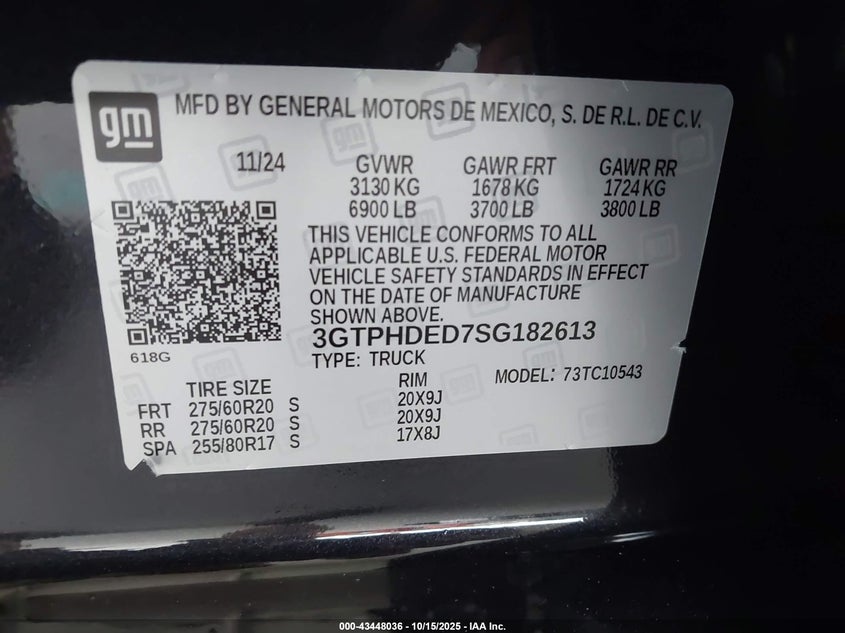 gm
MFD BY GENERAL MOTORS DE MEXICO, S. DE R.L. DE C.V.
11/24 GVWR GAWR FRT GAWR RR
3130 KG 1678 KG 1724 KG
6900 LB 3700 LB 3800 LB
THIS VEHICLE CONFORMS TO ALL
APPLICABLE U.S. FEDERAL MOTOR
VEHICLE SAFETY STANDARDS IN EFFECT
ON THE DATE OF MANUFACTURE
SHOWN ABOVE.
3GTPHDED7SG182613
618G
TYPE: TRUCK
TIRE SIZE RIM MODEL: 73TC10543
FRT 275/60R20 S 20X9J
RR 275/60R20 S 20X9J
SPA 255/80R17 S 17X8J
000-43448036 - 10/15/2025 - IAA Inc.